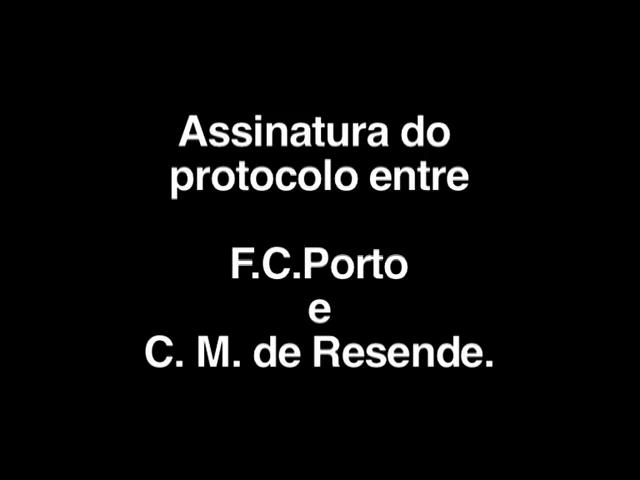 Assinatura do
protocolo entre
F.C.Porto
e
C. M. de Resende.